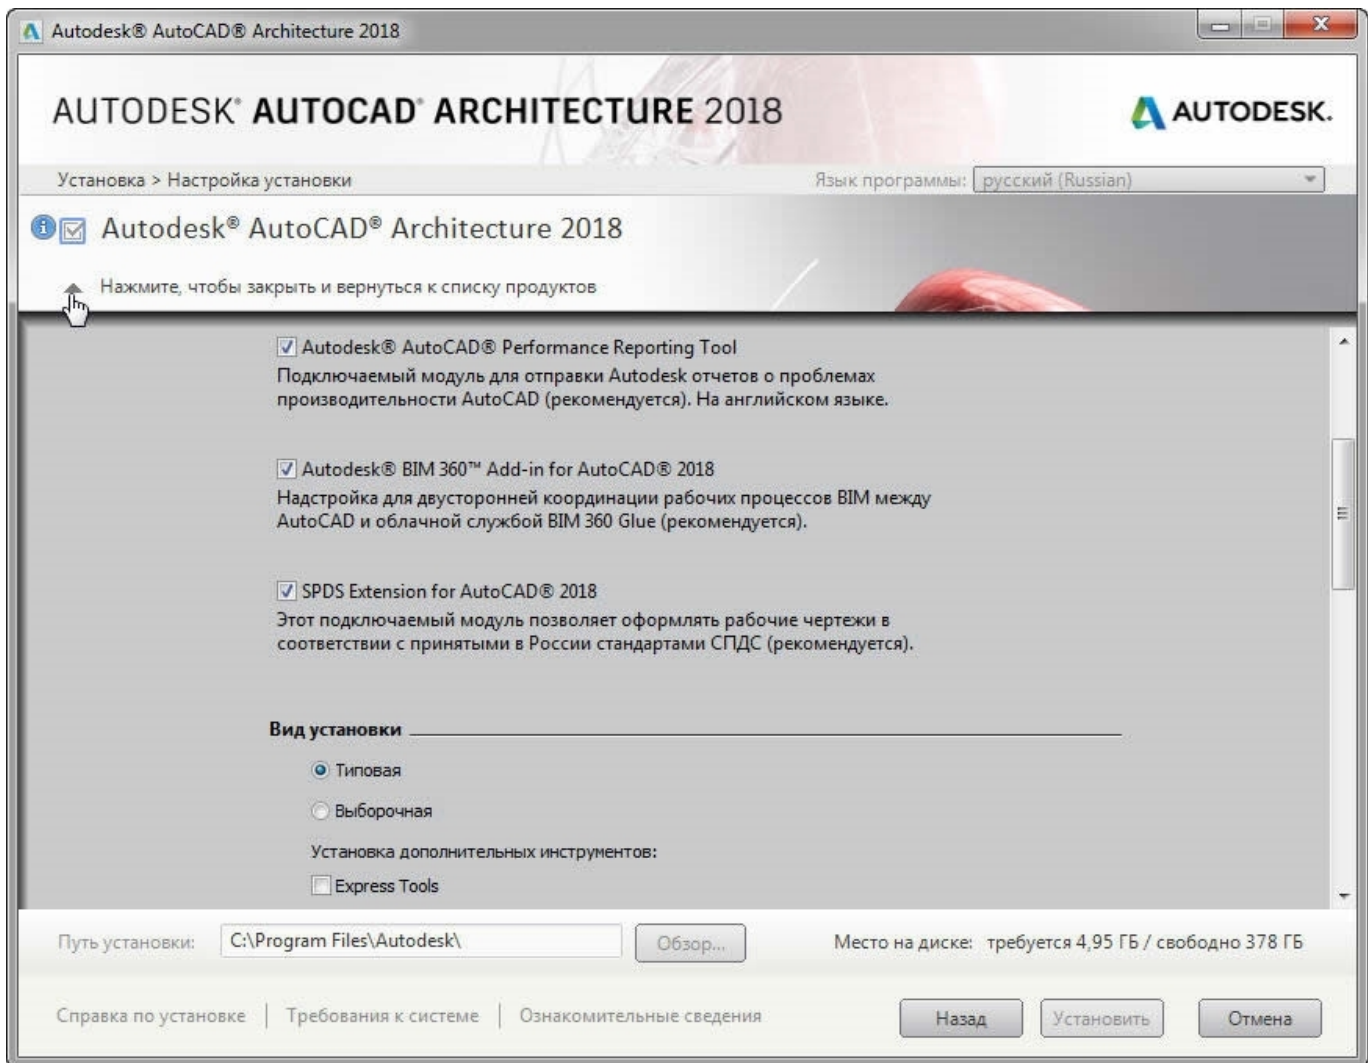 Autodesk® AutoCAD® Architecture 2018
AUTODESK® AUTOCAD® ARCHITECTURE 2018
AUTODESK.
Установка > Настройка установки
Язык программы: русский (Russian)
Autodesk® AutoCAD® Architecture 2018
Нажмите, чтобы закрыть и вернуться к списку продуктов
Autodesk® AutoCAD® Performance Reporting Tool
Подключаемый модуль для отправки Autodesk отчетов о проблемах
производительности AutoCAD (рекомендуется). На английском языке.
Autodesk® BIM 360™ Add-in for AutoCAD® 2018
Надстройка для двусторонней координации рабочих процессов BIM между
AutoCAD и облачной службой BIM 360 Glue (рекомендуется).
SPDS Extension for AutoCAD® 2018
Этот подключаемый модуль позволяет оформлять рабочие чертежи в
соответствии с принятыми в России стандартами СПДС (рекомендуется).
Вид установки
Типовая
Выборочная
Установка дополнительных инструментов:
Express Tools
Путь установки: C:\Program Files\Autodesk\ Обзор... Место на диске: требуется 4,95 ГБ / свободно 378 ГБ
Справка по установке | Требования к системе | Ознакомительные сведения Назад Установить Отмена